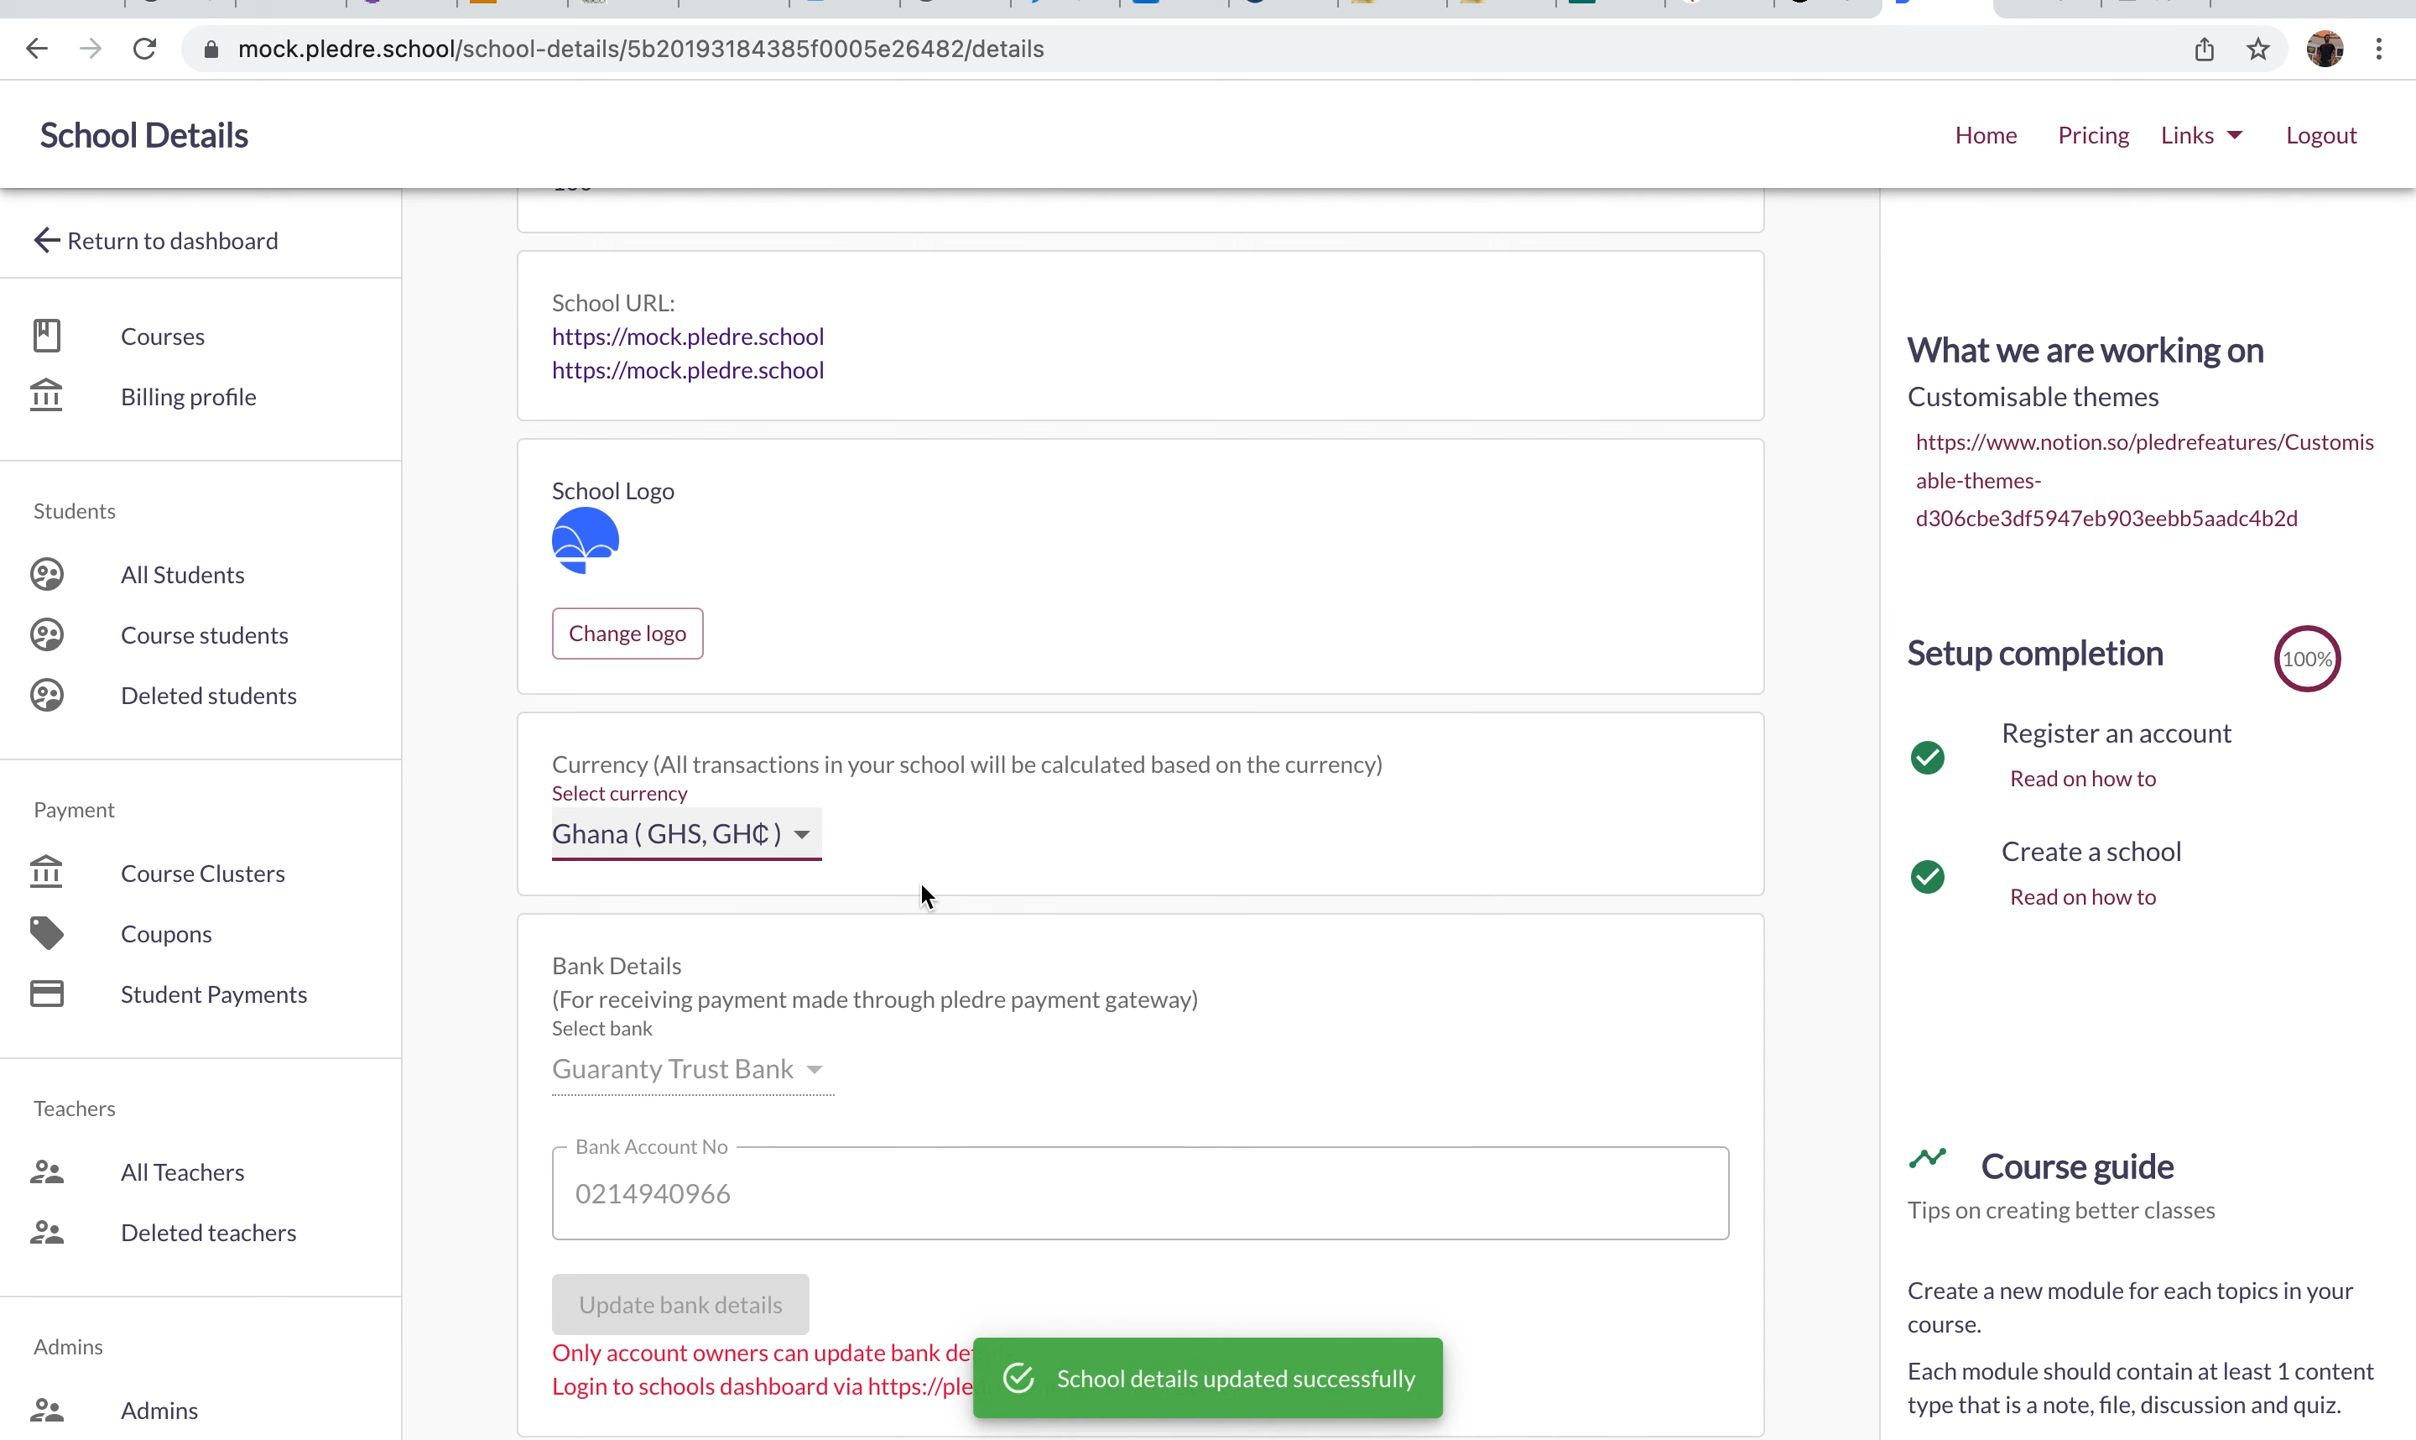 mock.pledre.school/school-details/5b20193184385f0005e26482/details
School Details
Home
Pricing
Links
Logout
Return to dashboard
Courses
Billing profile
Students
All Students
Course students
Deleted students
Payment
Course Clusters
Coupons
Student Payments
Teachers
All Teachers
Deleted teachers
Admins
Admins
School URL:
https://mock.pledre.school
https://mock.pledre.school
School Logo
Change logo
Currency (All transactions in your school will be calculated based on the currency)
Select currency
Ghana ( GHS, GH₵ )
Bank Details
(For receiving payment made through pledre payment gateway)
Select bank
Guaranty Trust Bank
Bank Account No
0214940966
Update bank details
Only account owners can update bank
Login to schools dashboard via
School details updated successfully
What we are working on
Customisable themes
https://www.notion.so/pledrefeatures/Customis
able-themes-
d306cbe3df5947eb903eebb5aadc4b2d
Setup completion
100%
Register an account
Read on how to
Create a school
Read on how to
Course guide
Tips on creating better classes
Create a new module for each topics in your
course.
Each module should contain at least 1 content
type that is a note, file, discussion and quiz.